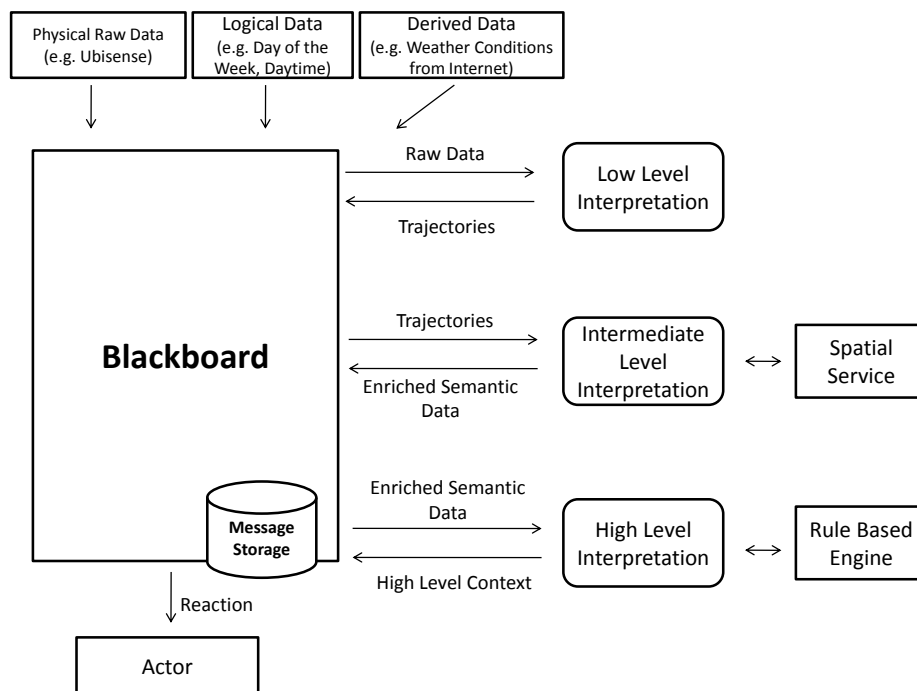 Physical Raw Data
(e.g. Ubisense)
Logical Data
(e.g. Day of the
Week, Daytime)
Derived Data
(e.g. Weather Conditions
from Internet)
Raw Data
Low Level
Interpretation
Trajectories
Blackboard
Trajectories
Intermediate
Level
Interpretation
Spatial
Service
Enriched Semantic
Data
Message
Storage
Enriched Semantic
Data
High Level
Interpretation
Rule Based
Engine
High Level Context
Reaction
Actor